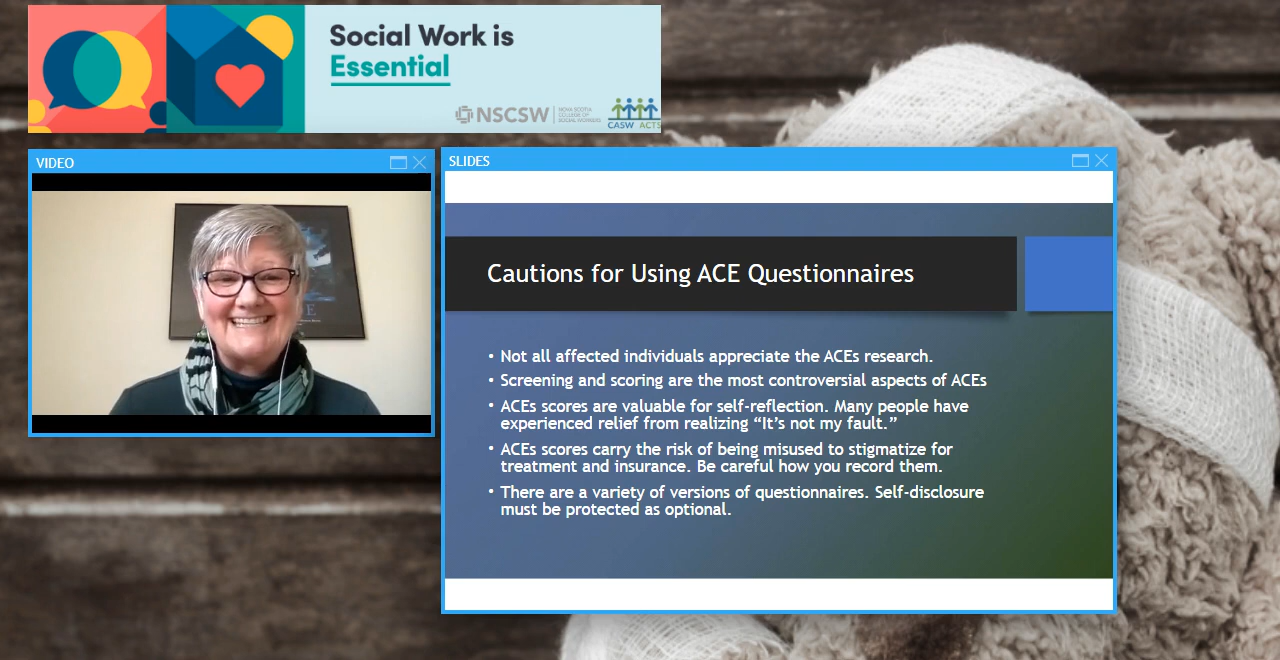 Social Work is
Essential
NSCSW
NOVA SCOTIA
COLLEGE OF
SOCIAL WORKERS
CASW ACTS
VIDEO
SLIDES
Cautions for Using ACE Questionnaires
• Not all affected individuals appreciate the ACEs research.
• Screening and scoring are the most controversial aspects of ACEs
• ACEs scores are valuable for self-reflection. Many people have
experienced relief from realizing “It’s not my fault.”
• ACEs scores carry the risk of being misused to stigmatize for
treatment and insurance. Be careful how you record them.
• There are a variety of versions of questionnaires. Self-disclosure
must be protected as optional.